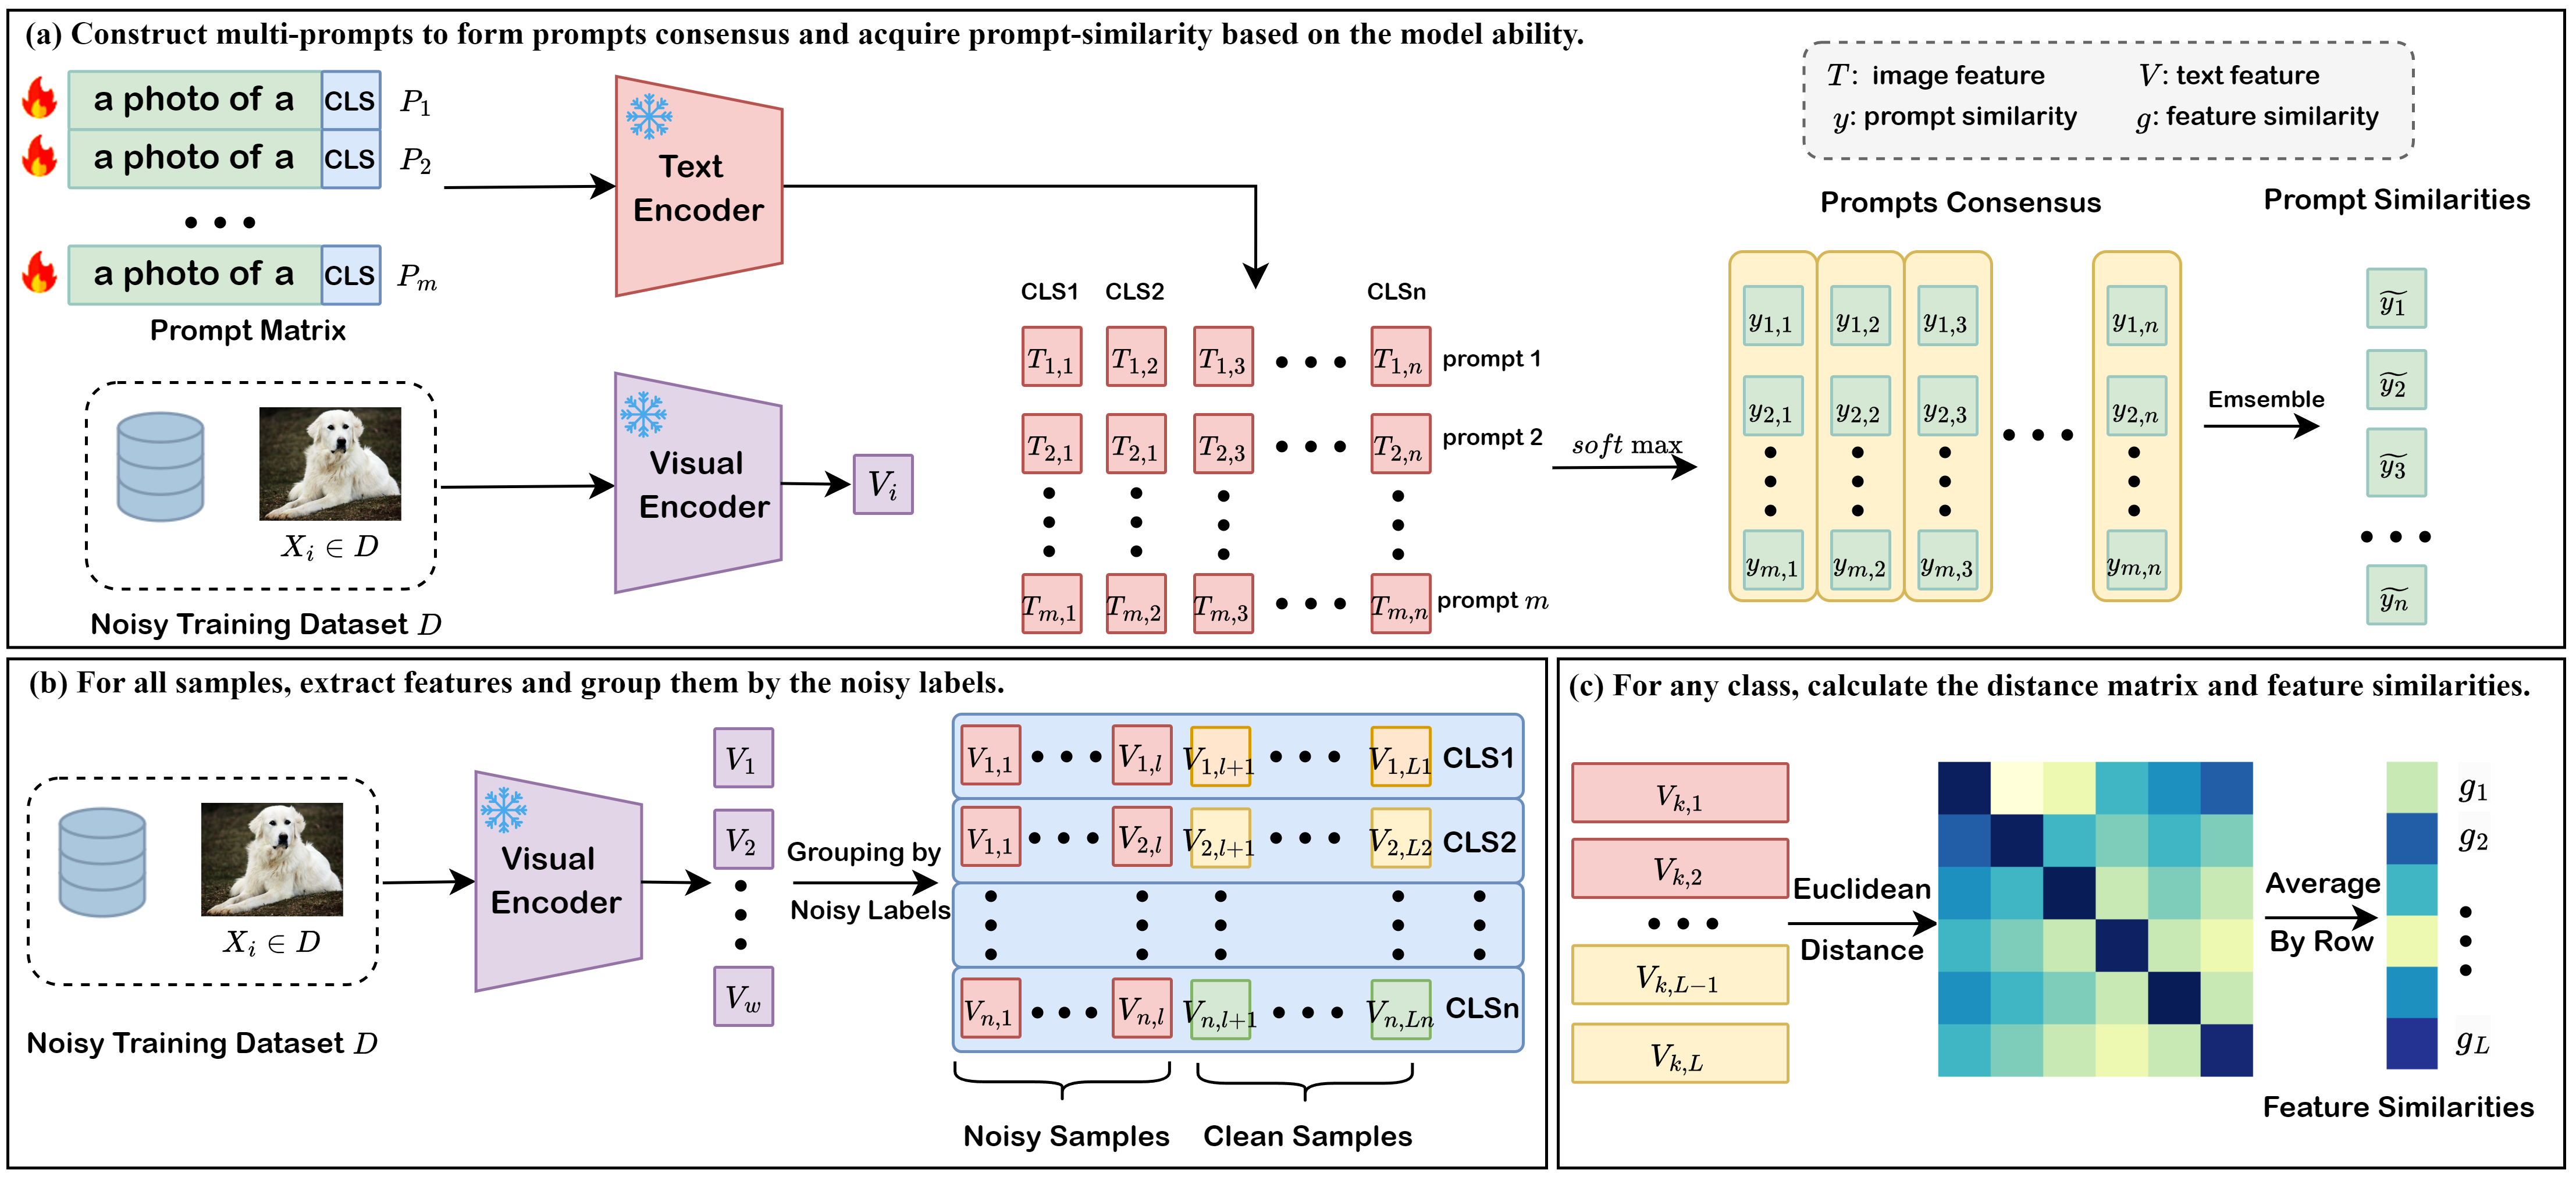 (a) Construct multi-prompts to form prompts consensus and acquire prompt-similarity based on the model ability.
a photo of a CLS P_1
a photo of a CLS P_2
• • •
a photo of a CLS P_m
Prompt Matrix
Text
Encoder
X_i ∈ D
Noisy Training Dataset D
Visual
Encoder
V_i
CLS1 CLS2 CLSn
T_{1,1} T_{1,2} T_{1,3} • • • T_{1,n} prompt 1
T_{2,1} T_{2,1} T_{2,3} • • • T_{2,n} prompt 2
T_{m,1} T_{m,2} T_{m,3} • • • T_{m,n} prompt m
soft max
T: image feature V: text feature
y: prompt similarity g: feature similarity
Prompts Consensus
y_{1,1} y_{1,2} y_{1,3} y_{1,n}
y_{2,1} y_{2,2} y_{2,3} • • • y_{2,n}
y_{m,1} y_{m,2} y_{m,3} y_{m,n}
Emsemble
Prompt Similarities
\widetilde{y_1}
\widetilde{y_2}
\widetilde{y_3}
• • •
\widetilde{y_n}
(b) For all samples, extract features and group them by the noisy labels.
X_i ∈ D
Noisy Training Dataset D
Visual
Encoder
V_1
V_2
V_w
Grouping by
Noisy Labels
V_{1,1} • • • V_{1,l} V_{1,l+1} • • • V_{1,L1} CLS1
V_{1,1} • • • V_{2,l} V_{2,l+1} • • • V_{2,L2} CLS2
V_{n,1} • • • V_{n,l} V_{n,l+1} • • • V_{n,Ln} CLSn
Noisy Samples Clean Samples
(c) For any class, calculate the distance matrix and feature similarities.
V_{k,1}
V_{k,2}
• • •
V_{k,L-1}
V_{k,L}
Euclidean
Distance
Average
By Row
g_1
g_2
g_L
Feature Similarities